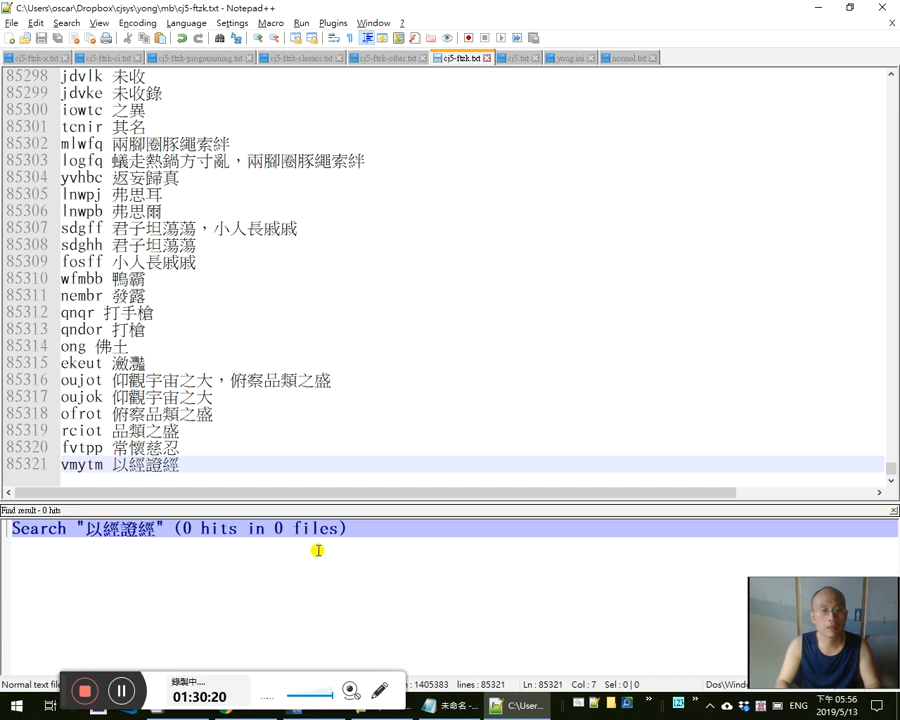 C:\Users\oscar\Dropbox\cjsys\yong\mb\cj5-ftzk.txt - Notepad++
File Edit Search View Encoding Language Settings Macro Run Plugins Window ?
cj5-ftzk-x.txt cj5-ftzk-ci.txt cj5-ftzk-programming.txt cj5-ftzk-classics.txt cj5-ftzk-other.txt cj5-ftzk.txt cj5.txt yong.ini normal.txt
85298 jdvlk 未收
85299 jdvke 未收錄
85300 iowtc 之異
85301 tcnir 其名
85302 mlwfq 兩腳圈豚繩索絆
85303 logfq 蟻走熱鍋方寸亂，兩腳圈豚繩索絆
85304 yvhbc 返妄歸真
85305 lnwpj 弗思耳
85306 lnwpb 弗思爾
85307 sdgff 君子坦蕩蕩，小人長戚戚
85308 sdghh 君子坦蕩蕩
85309 fosff 小人長戚戚
85310 wfmbb 鴨霸
85311 nembr 發露
85312 qnqr 打手槍
85313 qndor 打槍
85314 ong 佛土
85315 ekeut 瀲灩
85316 oujot 仰觀宇宙之大，俯察品類之盛
85317 oujok 仰觀宇宙之大
85318 ofrot 俯察品類之盛
85319 rciot 品類之盛
85320 fvtpp 常懷慈忍
85321 vmytm 以經證經
Find result - 0 hits
Search "以經證經" (0 hits in 0 files)
錄製中....
01:30:20
Normal text file : 1405383 lines : 85321 Ln : 85321 Col : 7 Sel : 0 | 0 Dos\Windo
未命名 -... C:\User... ENG
下午 05:56
2019/5/13